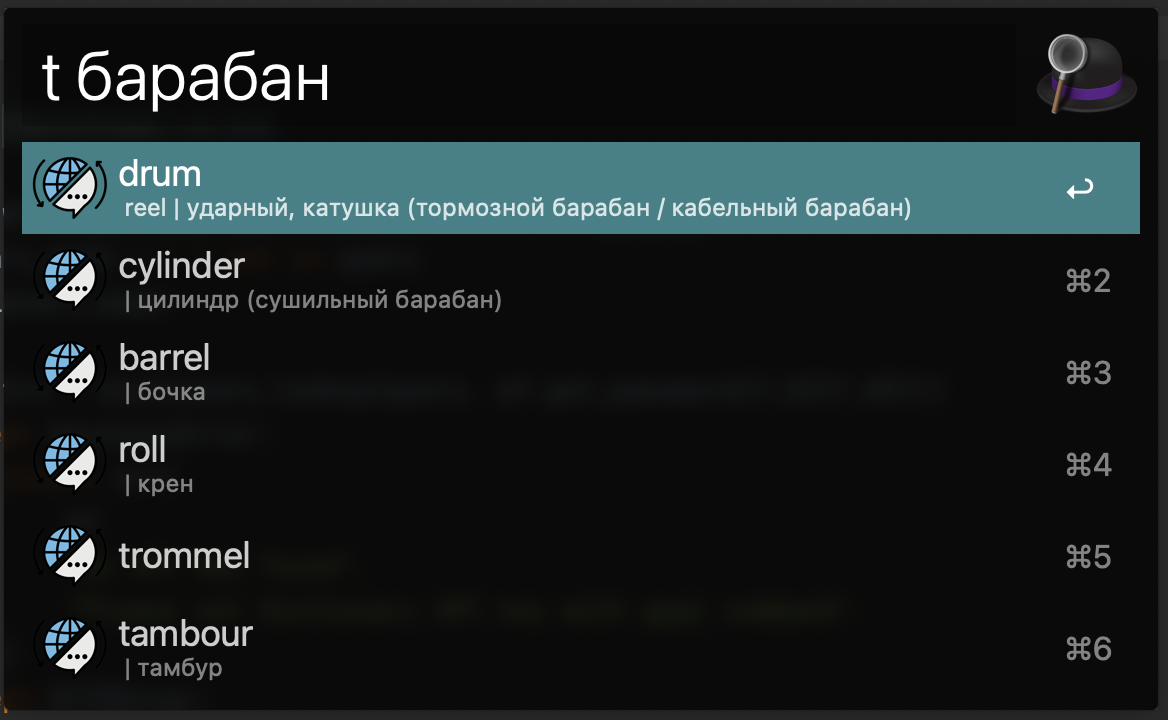 t барабан
drum
reel | ударный, катушка (тормозной барабан / кабельный барабан)
↩
cylinder
| цилиндр (сушильный барабан)
⌘2
barrel
| бочка
⌘3
roll
| крен
⌘4
trommel
⌘5
tambour
| тамбур
⌘6